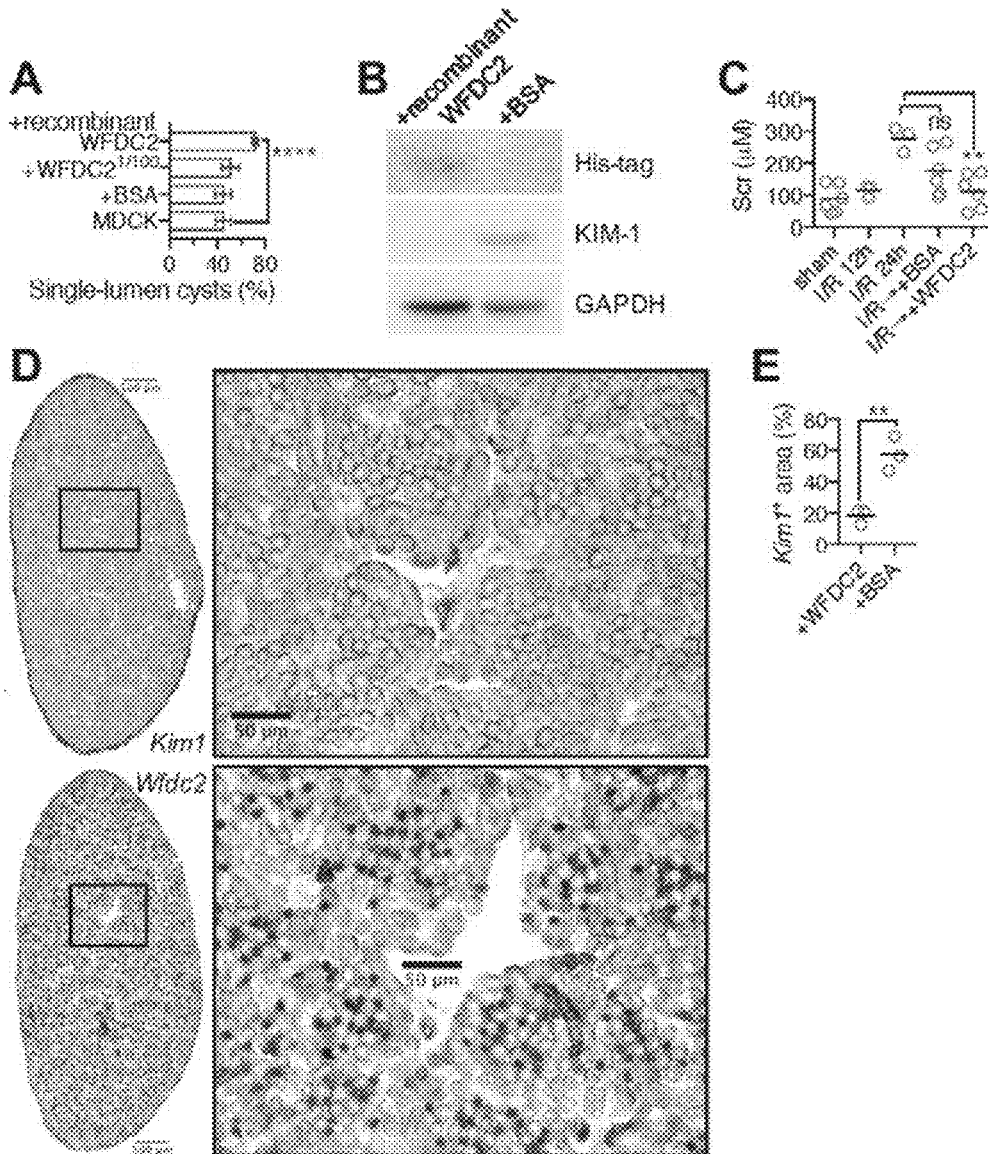 A
+recombinant
WFDC2
+WFDC2 1/100
+BSA
MDCK
****
0 40 80
Single-lumen cysts (%)
B
+recombinant
WFDC2
+BSA
His-tag
KIM-1
GAPDH
C
Scr (μM)
400
300
200
100
0
ns
**
sham
I/R 12h
I/R 24h
I/R→+BSA
I/R→+WFDC2
D
Kim1
50 μm
Wfdc2
50 μm
E
Kim1+ area (%)
80
60
40
20
0
**
+WFDC2
+BSA